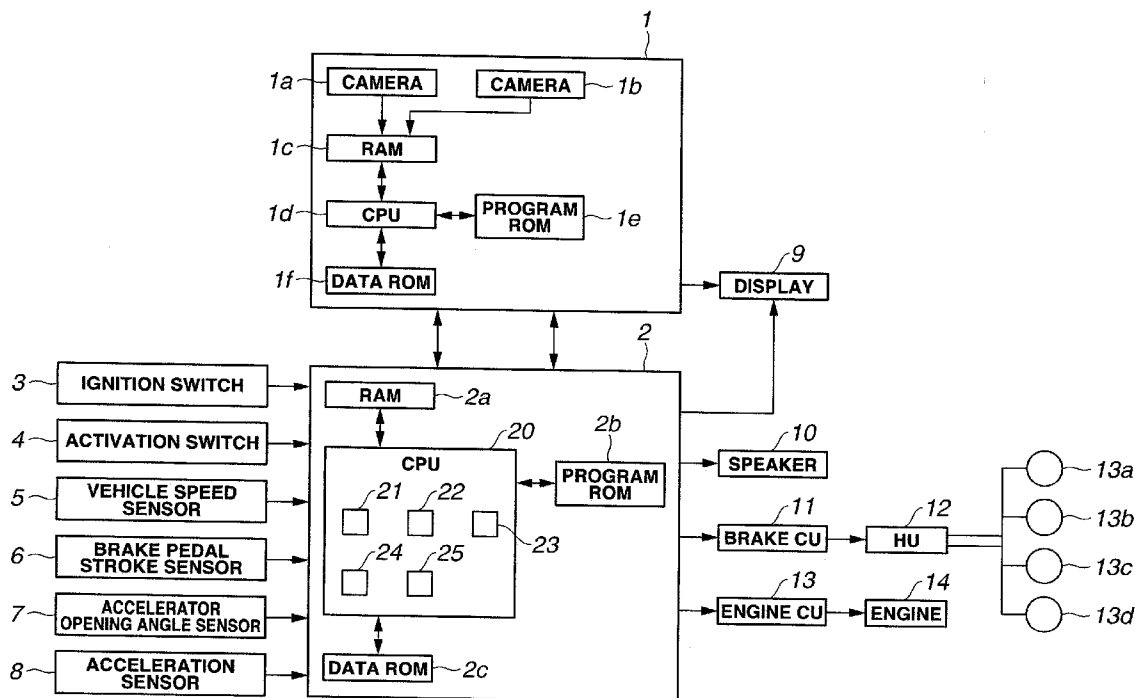 1
1a
CAMERA
CAMERA
1b
1c
RAM
1d
CPU
PROGRAM
ROM
1e
1f
DATA ROM
9
DISPLAY
2
3
IGNITION SWITCH
RAM
2a
4
ACTIVATION SWITCH
20
CPU
2b
PROGRAM
ROM
10
SPEAKER
13a
5
VEHICLE SPEED
SENSOR
21
22
23
11
BRAKE CU
12
HU
13b
6
BRAKE PEDAL
STROKE SENSOR
24
25
13c
7
ACCELERATOR
OPENING ANGLE SENSOR
13
ENGINE CU
14
ENGINE
13d
8
ACCELERATION
SENSOR
DATA ROM
2c